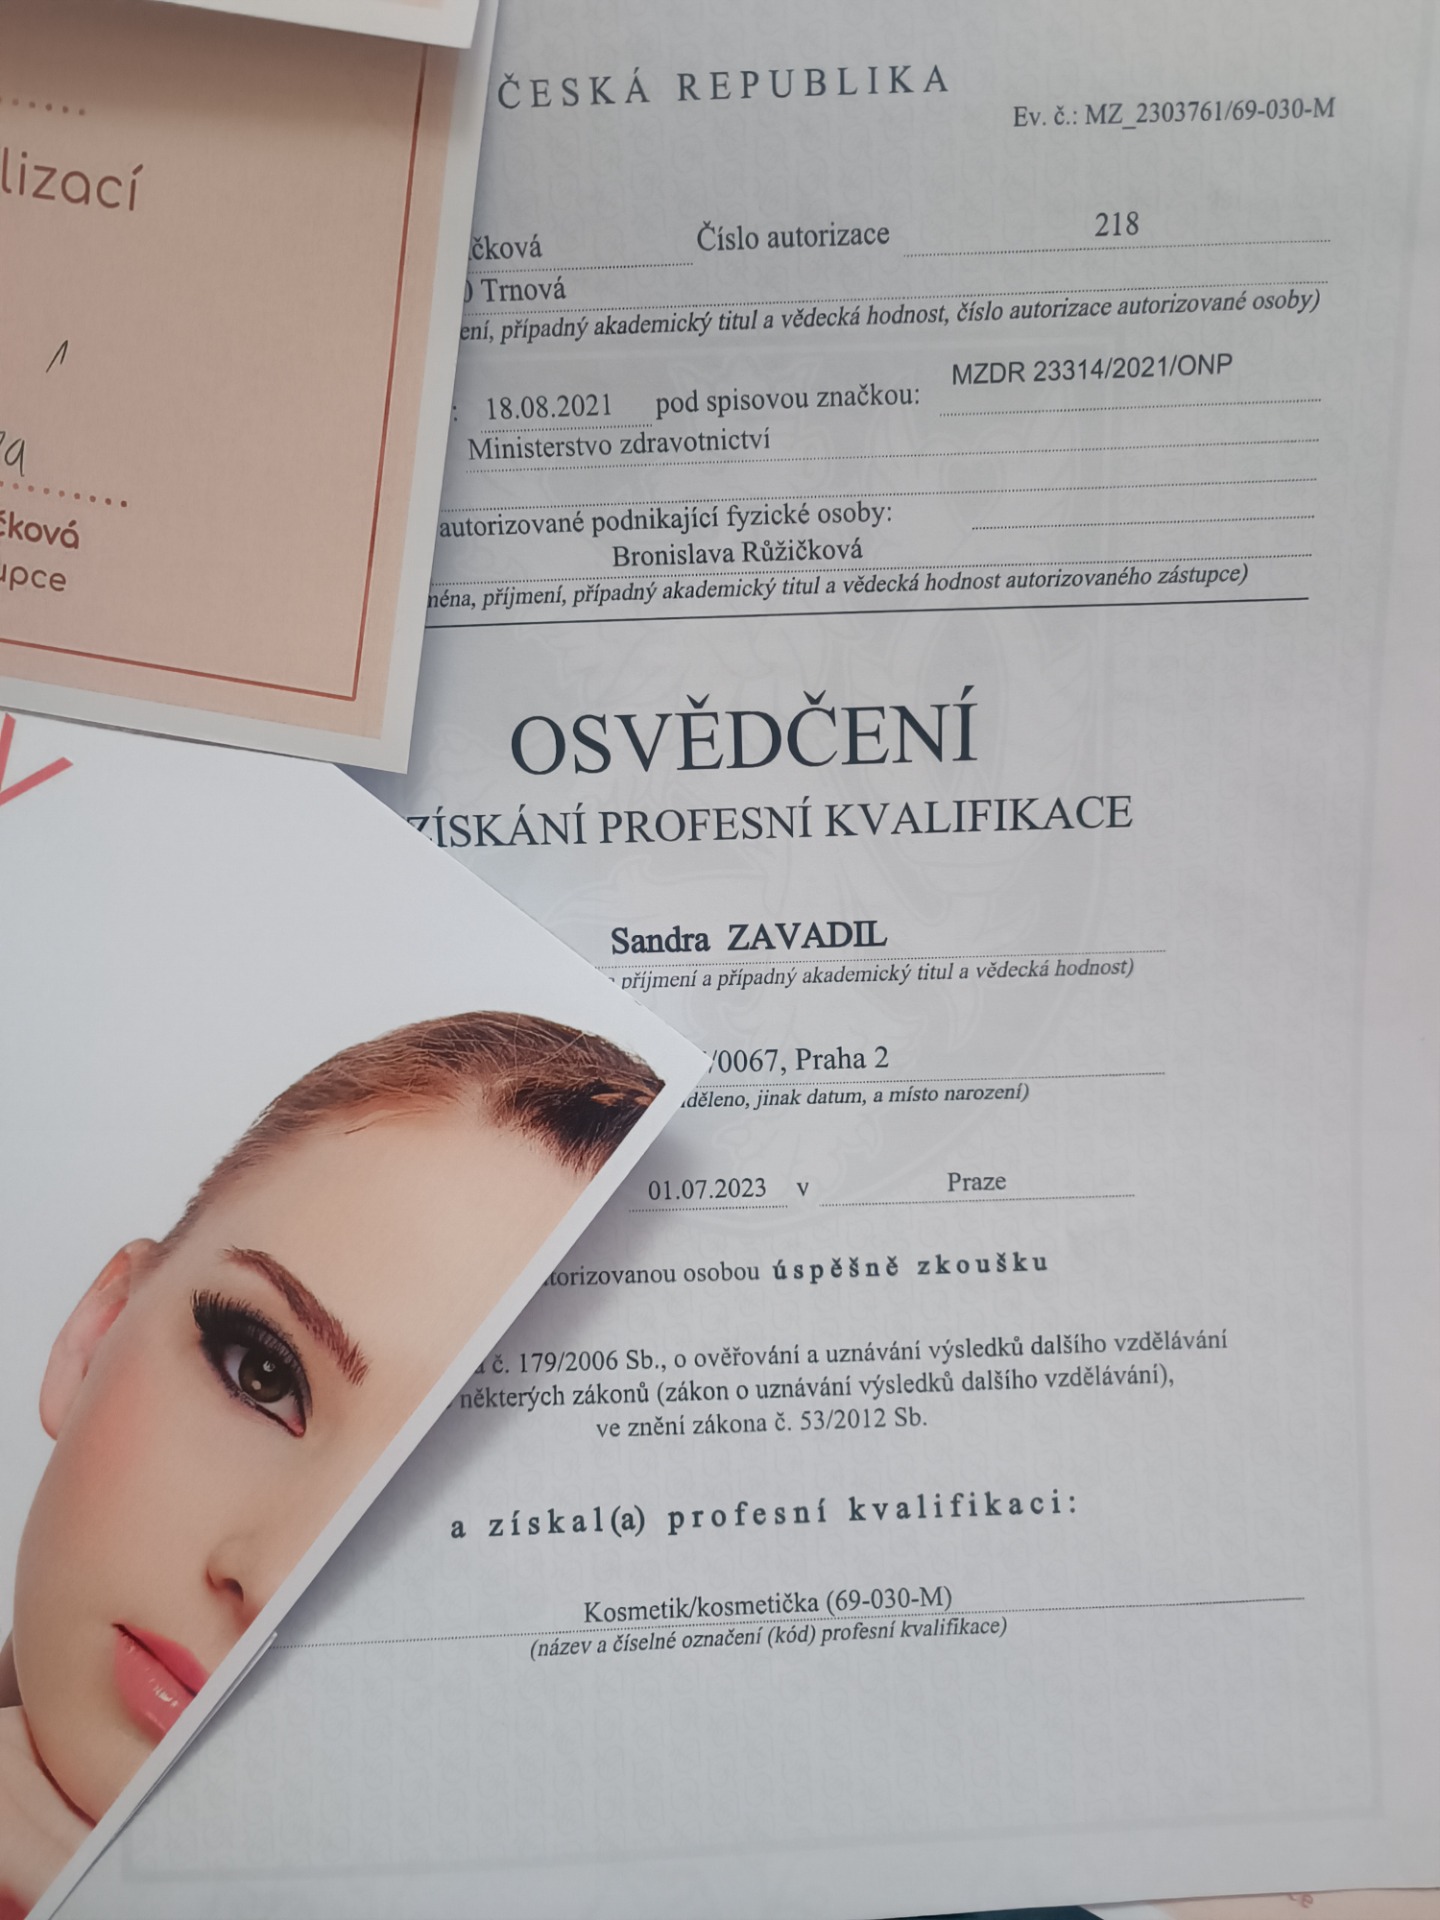 lizací
upce
ČESKÁ REPUBLIKA
Ev. č.: MZ_2303761/69-030-M
čková Číslo autorizace 218
Trnová
ení, případný akademický titul a vědecká hodnost, číslo autorizace autorizované osoby)
: 18.08.2021 pod spisovou značkou: MZDR 23314/2021/ONP
Ministerstvo zdravotnictví
autorizované podnikající fyzické osoby:
Bronislava Růžičková
ména, příjmení, případný akademický titul a vědecká hodnost autorizovaného zástupce)
OSVĚDČENÍ
ZÍSKÁNÍ PROFESNÍ KVALIFIKACE
Sandra ZAVADIL
příjmení a případný akademický titul a vědecká hodnost)
/0067, Praha 2
děleno, jinak datum, a místo narození)
01.07.2023 v Praze
torizovanou osobou úspěšně zkoušku
č. 179/2006 Sb., o ověřování a uznávání výsledků dalšího vzdělávání
některých zákonů (zákon o uznávání výsledků dalšího vzdělávání),
ve znění zákona č. 53/2012 Sb.
a získal(a) profesní kvalifikaci:
Kosmetik/kosmetička (69-030-M)
(název a číselné označení (kód) profesní kvalifikace)